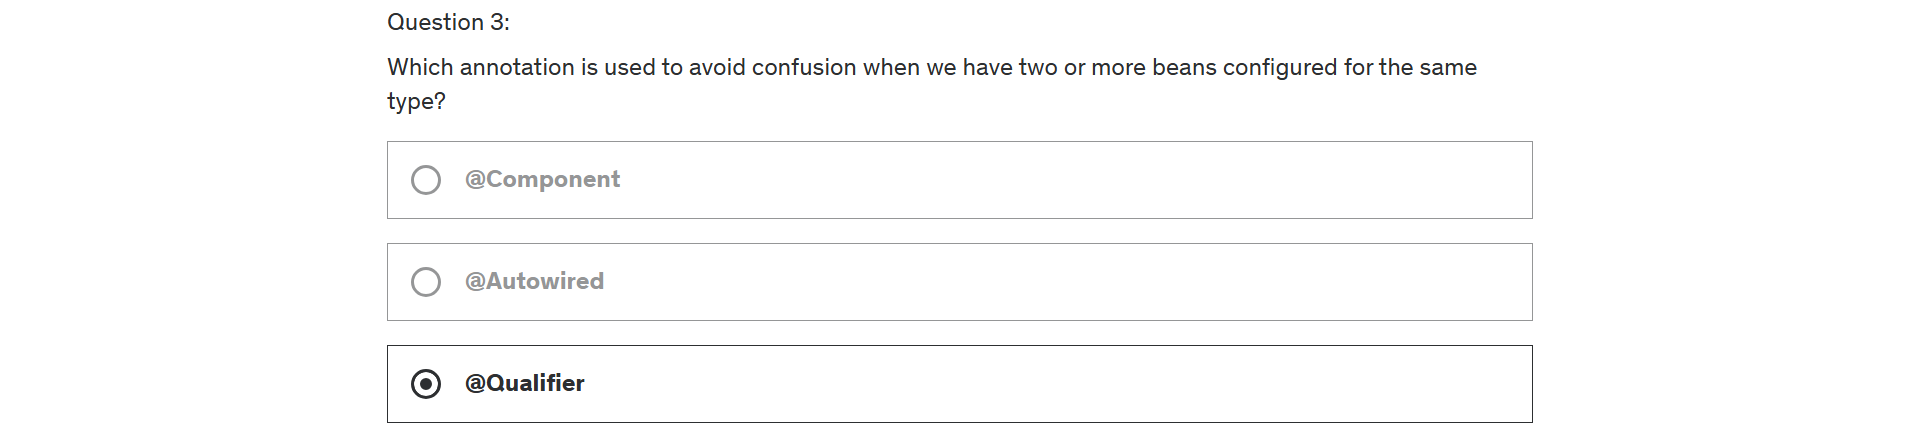 Question 3:
Which annotation is used to avoid confusion when we have two or more beans configured for the same
type?
@Component
@Autowired
@Qualifier